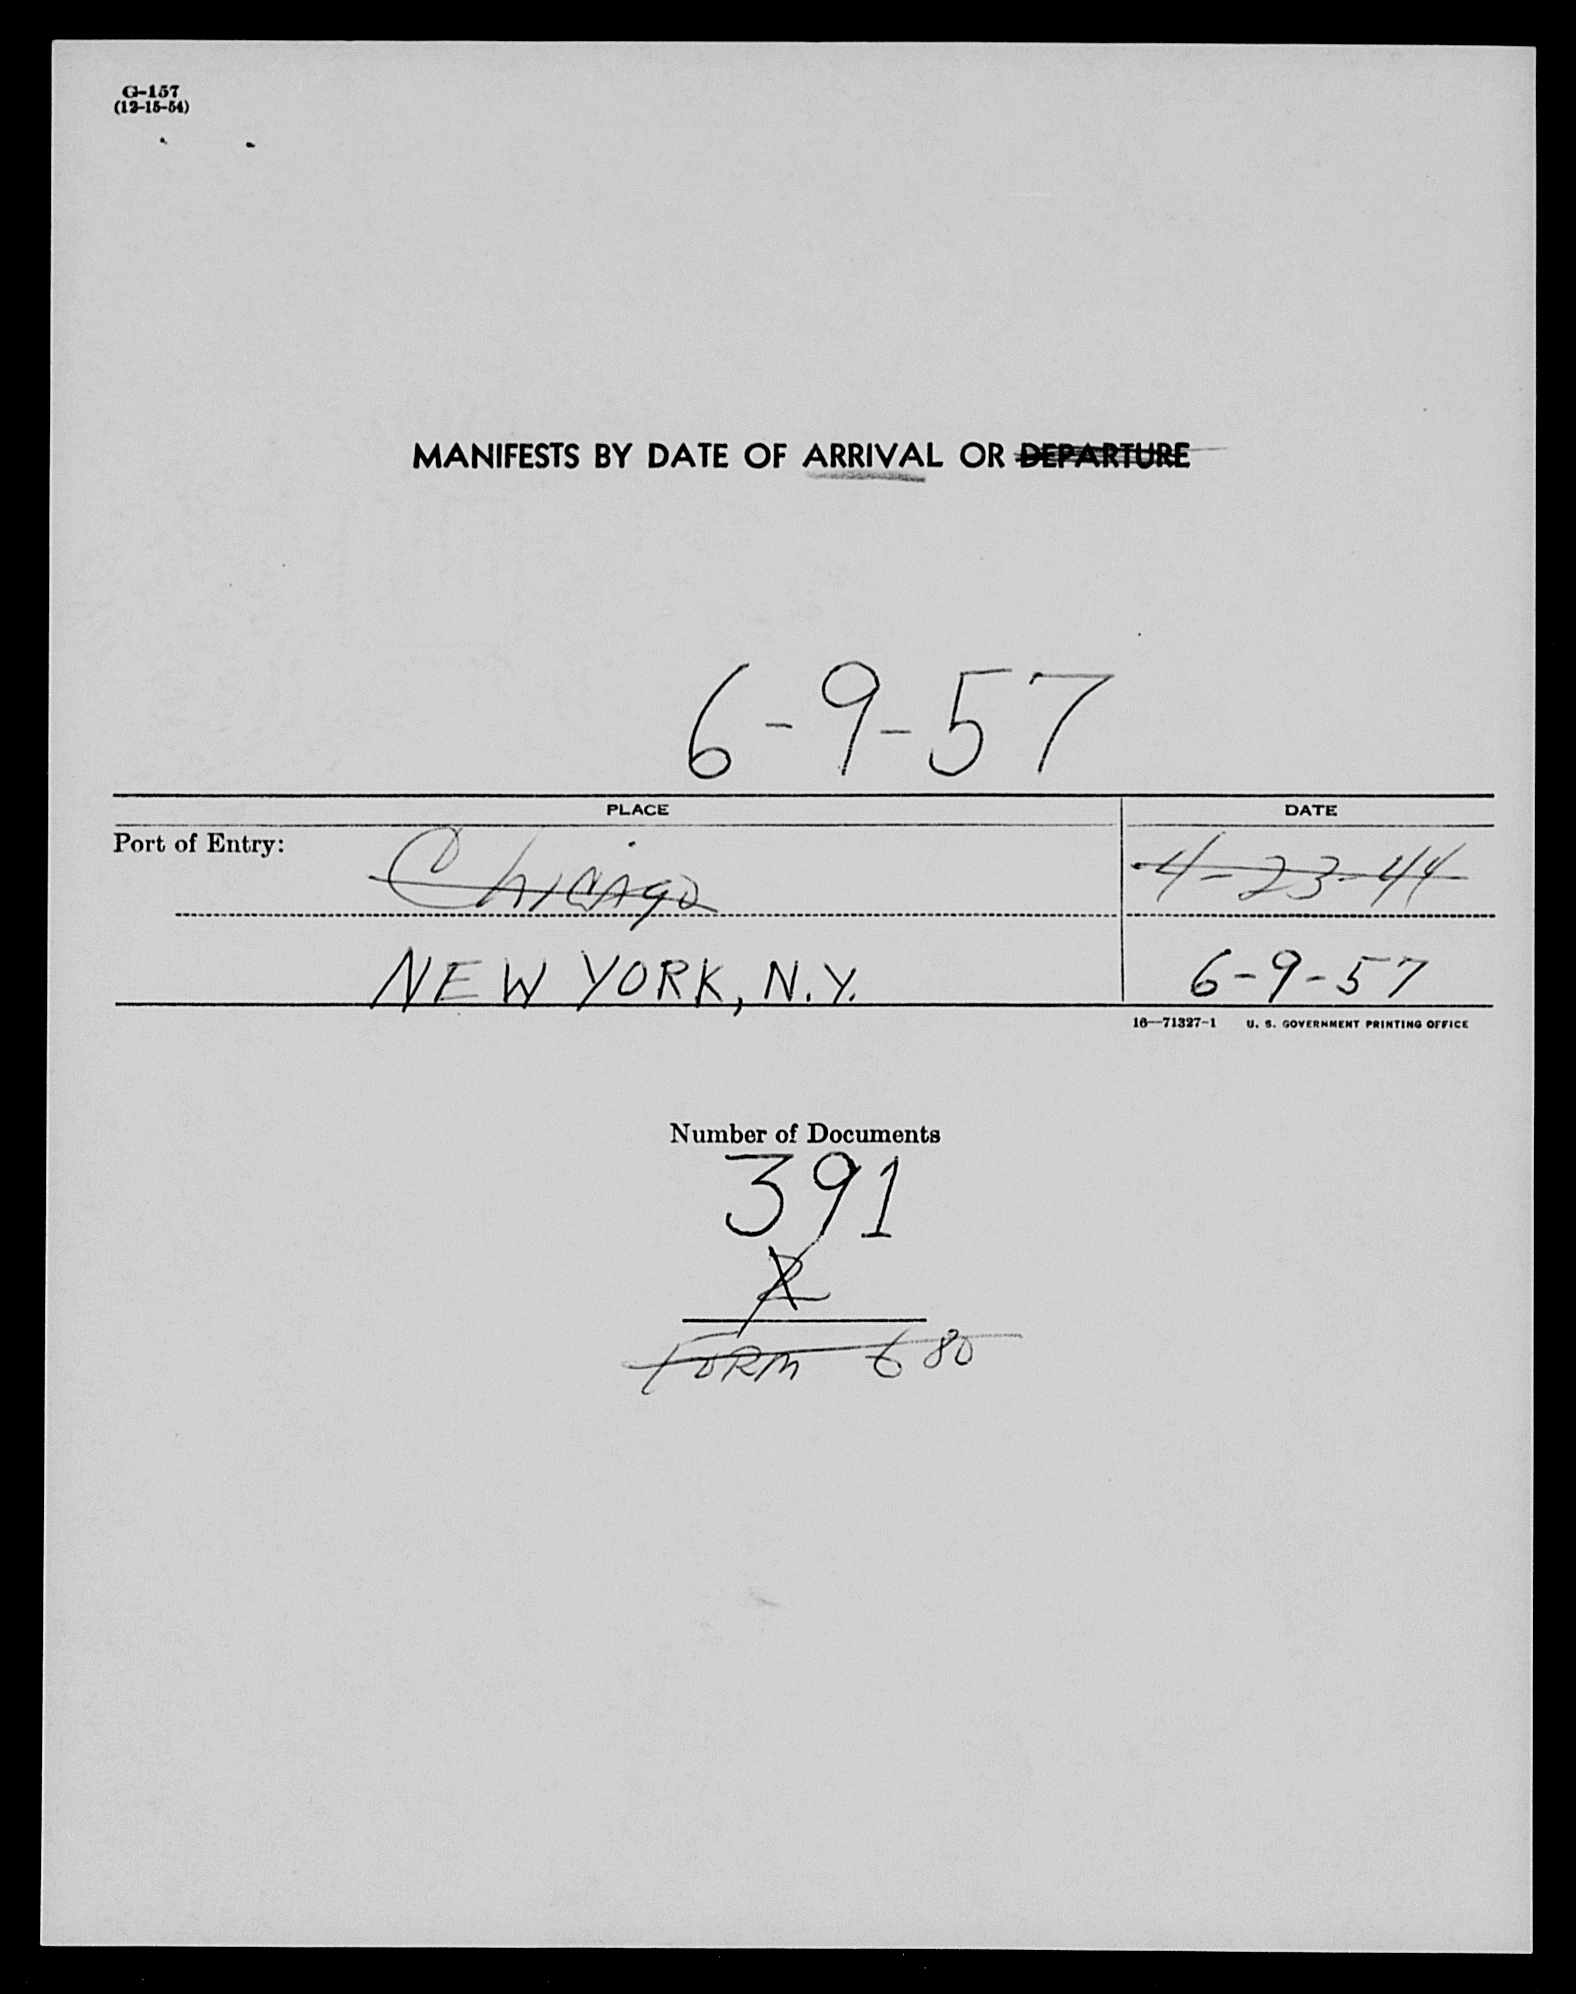 G-157
(12-15-54)
MANIFESTS BY DATE OF ARRIVAL OR DEPARTURE
6-9-57
PLACE DATE
Port of Entry: Chicago 4-23-44
NEW YORK, N.Y. 6-9-57
16—71327-1 U. S. GOVERNMENT PRINTING OFFICE
Number of Documents
391
2
FORM 680